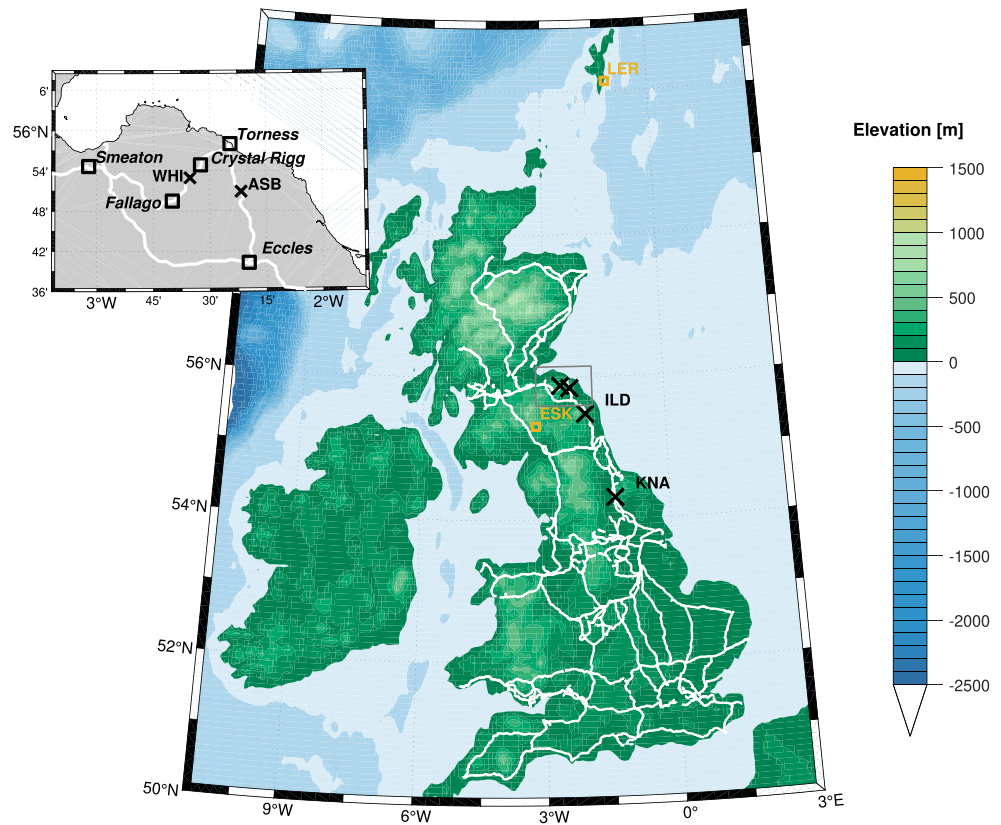 LER
Elevation [m]
1500
1000
500
0
-500
-1000
-1500
-2000
-2500
6'
56°N
54'
48'
42'
36'
Torness
Smeaton
Crystal Rigg
WHI
ASB
Fallago
Eccles
3°W
45'
30'
15'
2°W
56°N
54°N
52°N
50°N
ILD
ESK
KNA
9°W
6°W
3°W
0°
3°E